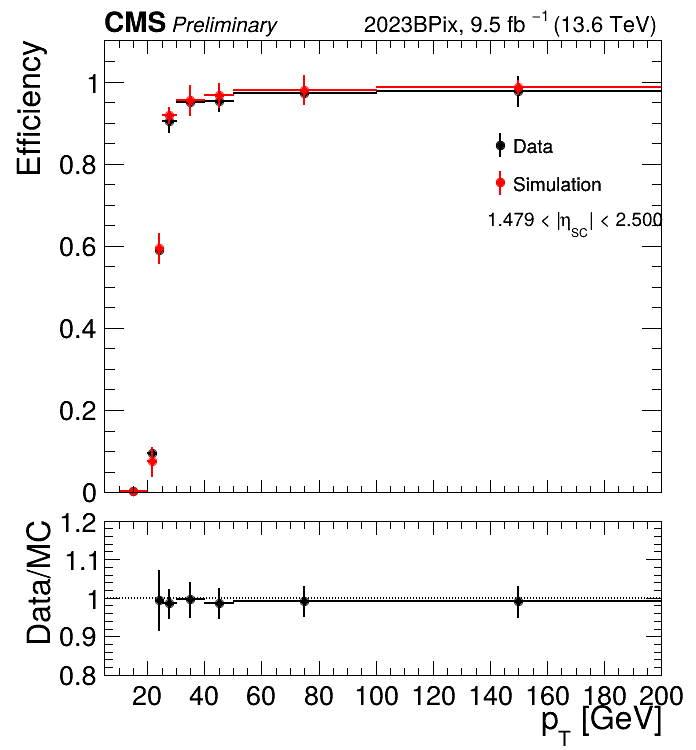 CMS Preliminary 2023BPix, 9.5 fb⁻¹ (13.6 TeV)
Efficiency
1
0.8
0.6
0.4
0.2
0
Data
Simulation
1.479 < |ηSC| < 2.500
Data/MC
1.2
1.1
1
0.9
0.8
20 40 60 80 100 120 140 160 180 200
pT [GeV]